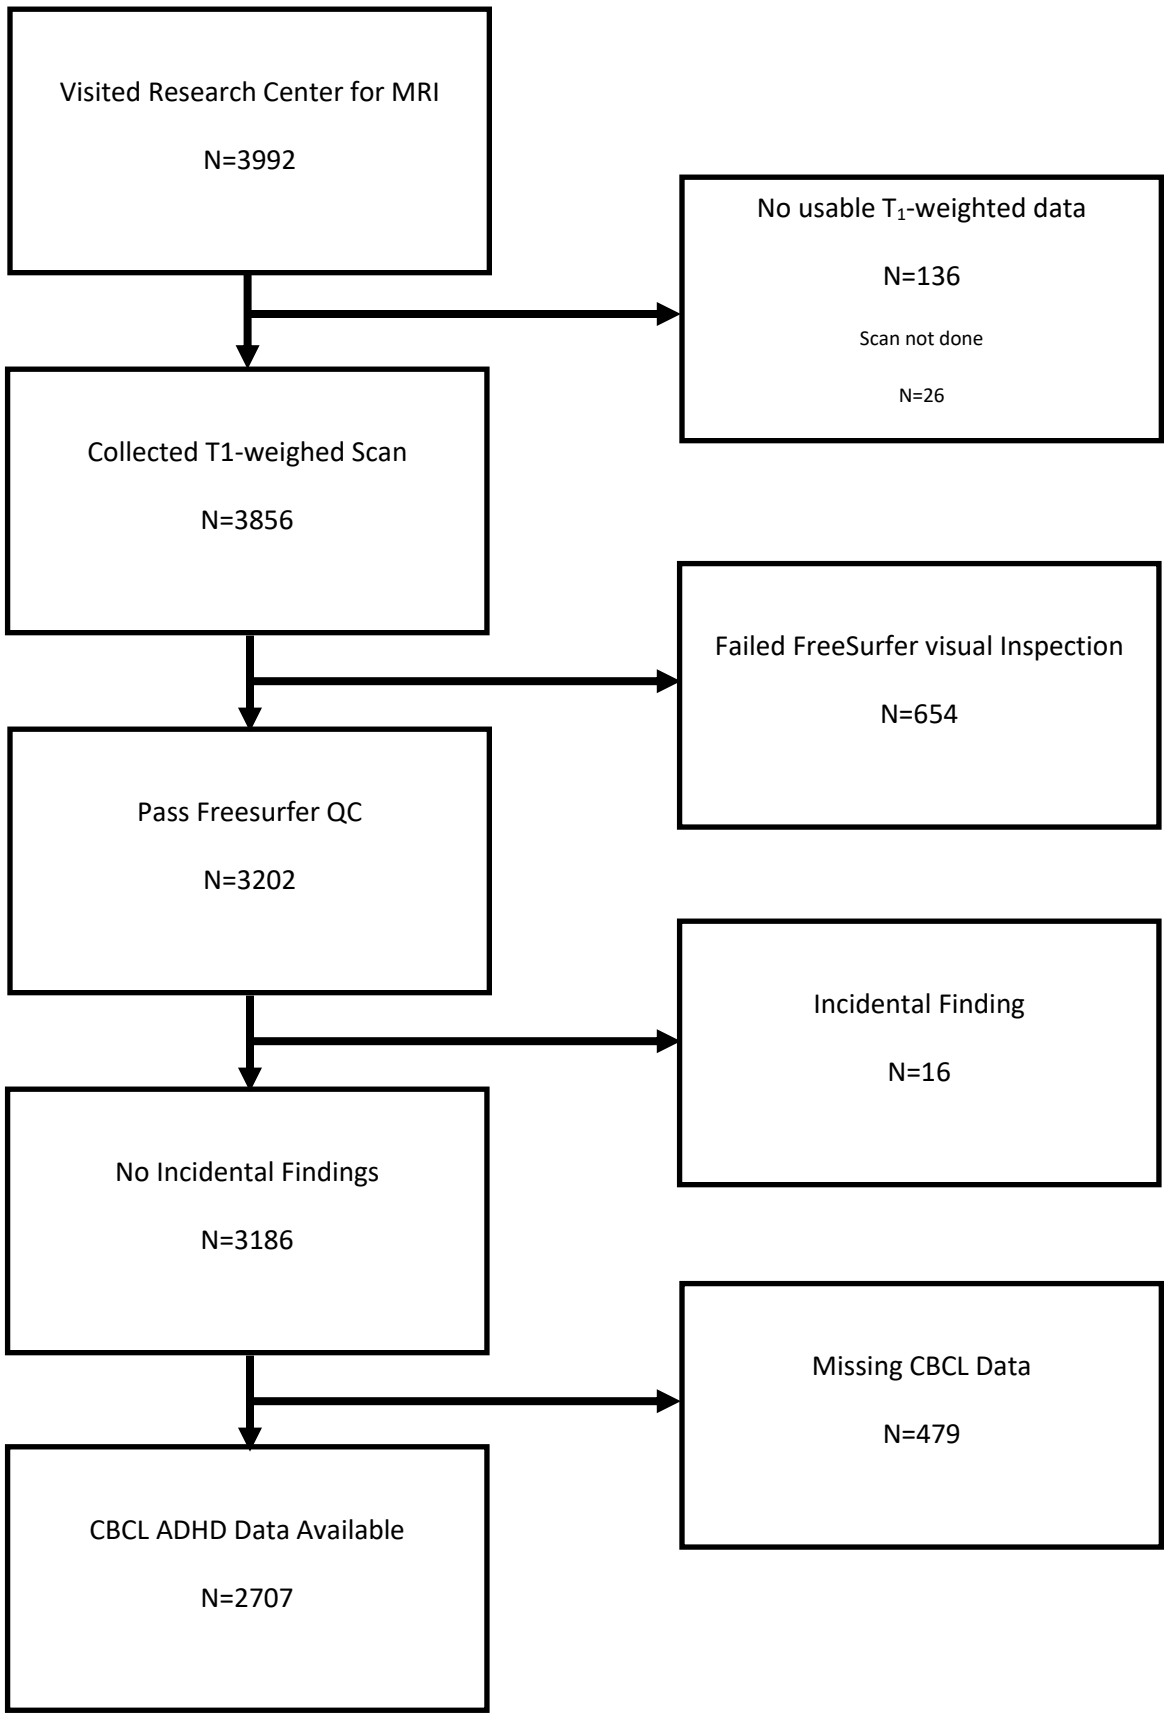 Visited Research Center for MRI
N=3992
No usable T₁-weighted data
N=136
Scan not done
N=26
Collected T1-weighed Scan
N=3856
Failed FreeSurfer visual Inspection
N=654
Pass Freesurfer QC
N=3202
Incidental Finding
N=16
No Incidental Findings
N=3186
Missing CBCL Data
N=479
CBCL ADHD Data Available
N=2707